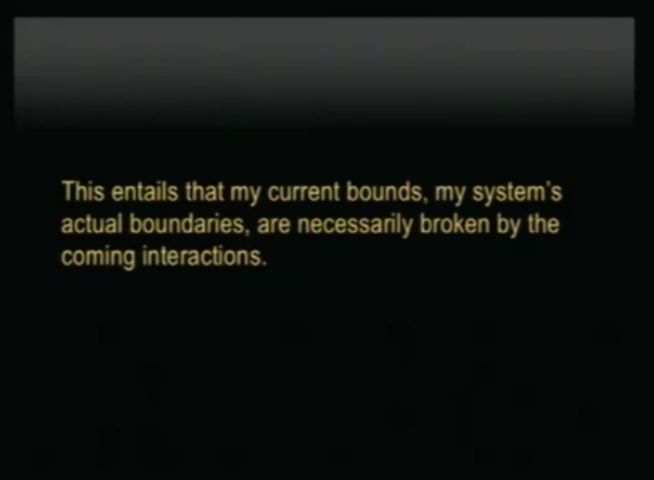 This entails that my current bounds, my system's
actual boundaries, are necessarily broken by the
coming interactions.